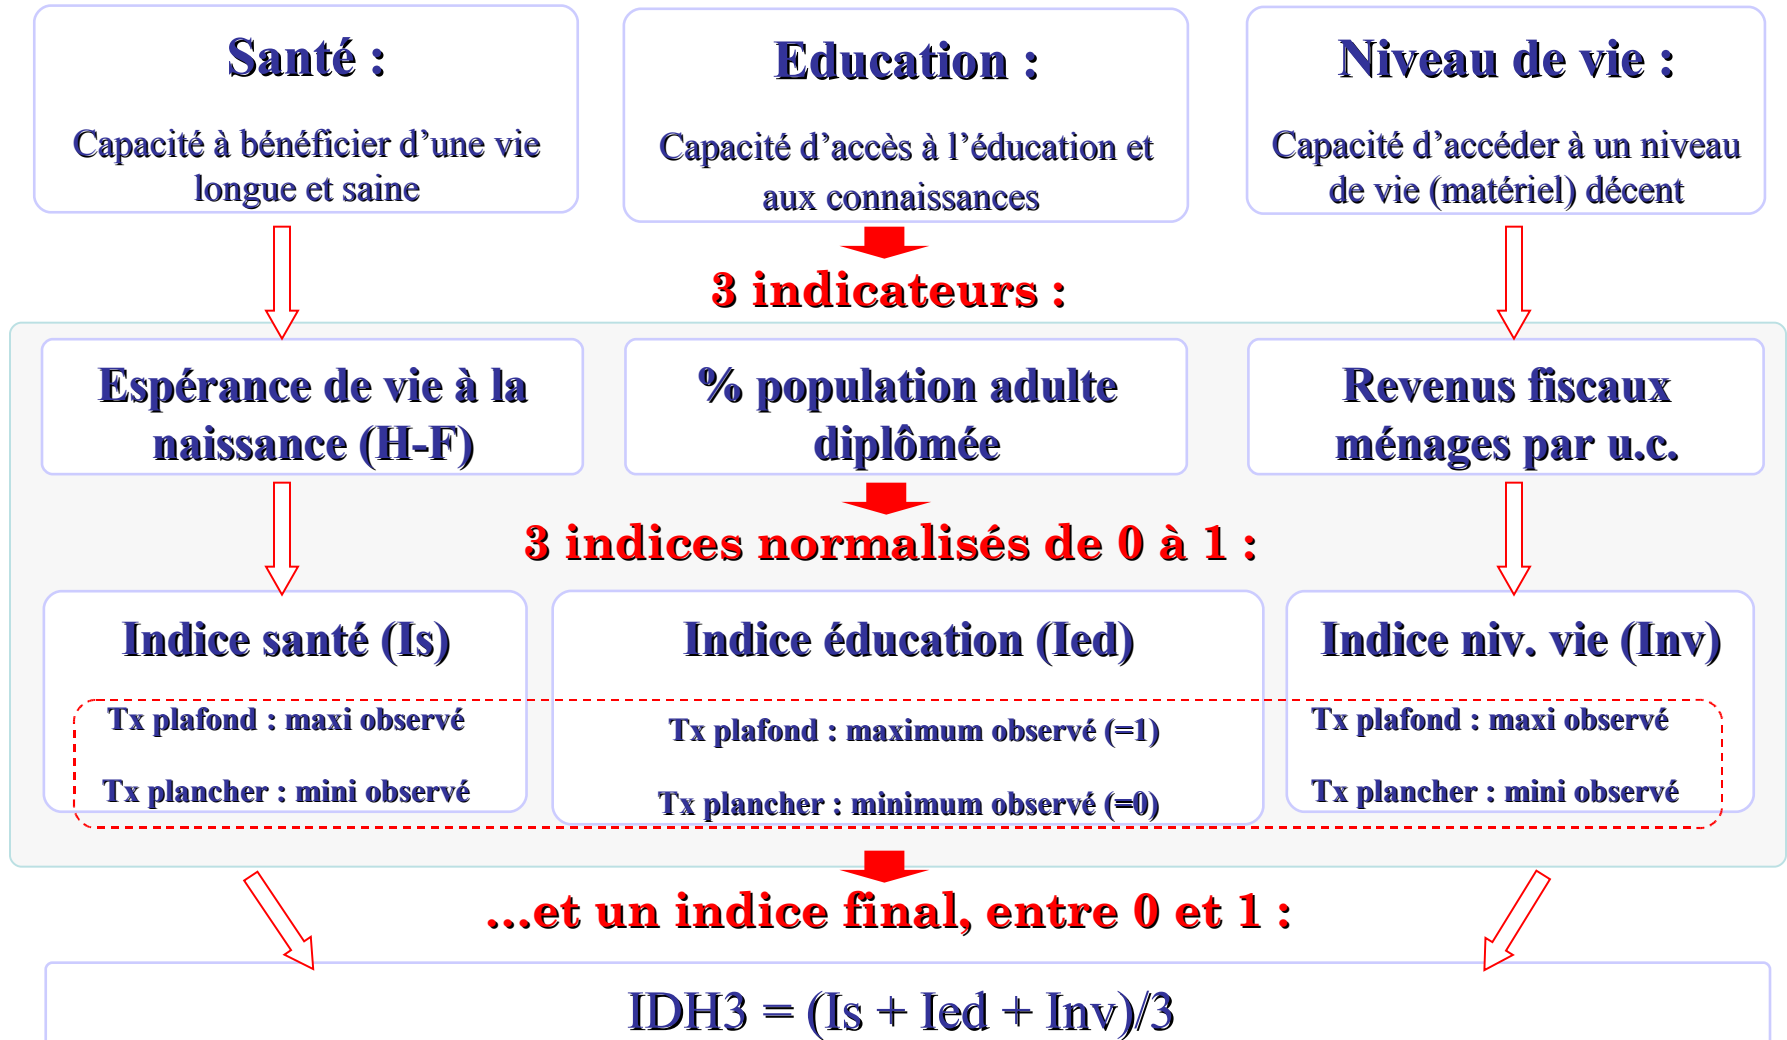 Santé :
Capacité à bénéficier d’une vie
longue et saine
Education :
Capacité d’accès à l’éducation et
aux connaissances
Niveau de vie :
Capacité d’accéder à un niveau
de vie (matériel) décent
3 indicateurs :
Espérance de vie à la
naissance (H-F)
% population adulte
diplômée
Revenus fiscaux
ménages par u.c.
3 indices normalisés de 0 à 1 :
Indice santé (Is)
Tx plafond : maxi observé
Tx plancher : mini observé
Indice éducation (Ied)
Tx plafond : maximum observé (=1)
Tx plancher : minimum observé (=0)
Indice niv. vie (Inv)
Tx plafond : maxi observé
Tx plancher : mini observé
...et un indice final, entre 0 et 1 :
IDH3 = (Is + Ied + Inv)/3